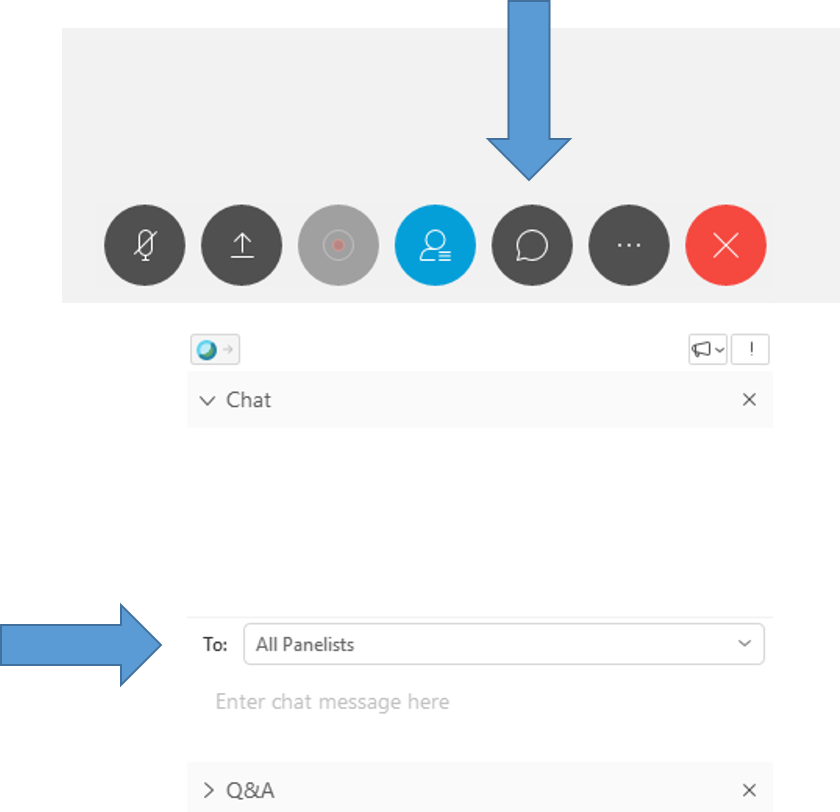 Chat
To: All Panelists
Enter chat message here
Q&A